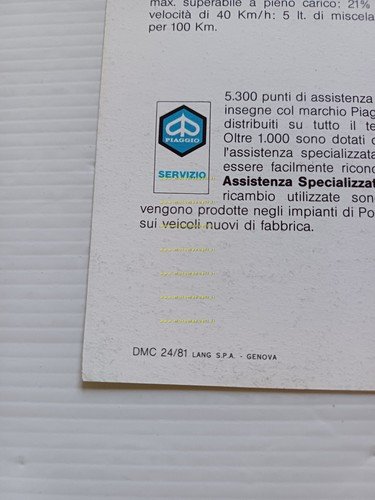 max. superabile a pieno carico: 21%
velocità di 40 Km/h: 5 lt. di miscela
per 100 Km.
PIAGGIO
SERVIZIO
5.300 punti di assistenza
insegne col marchio Piag
distribuiti su tutto il te
Oltre 1.000 sono dotati
l'assistenza specializzata
essere facilmente ricono
Assistenza Specializzat
ricambio utilizzate son
vengono prodotte negli impianti di Po
sui veicoli nuovi di fabbrica.
DMC 24/81 LANG S.P.A. - GENOVA